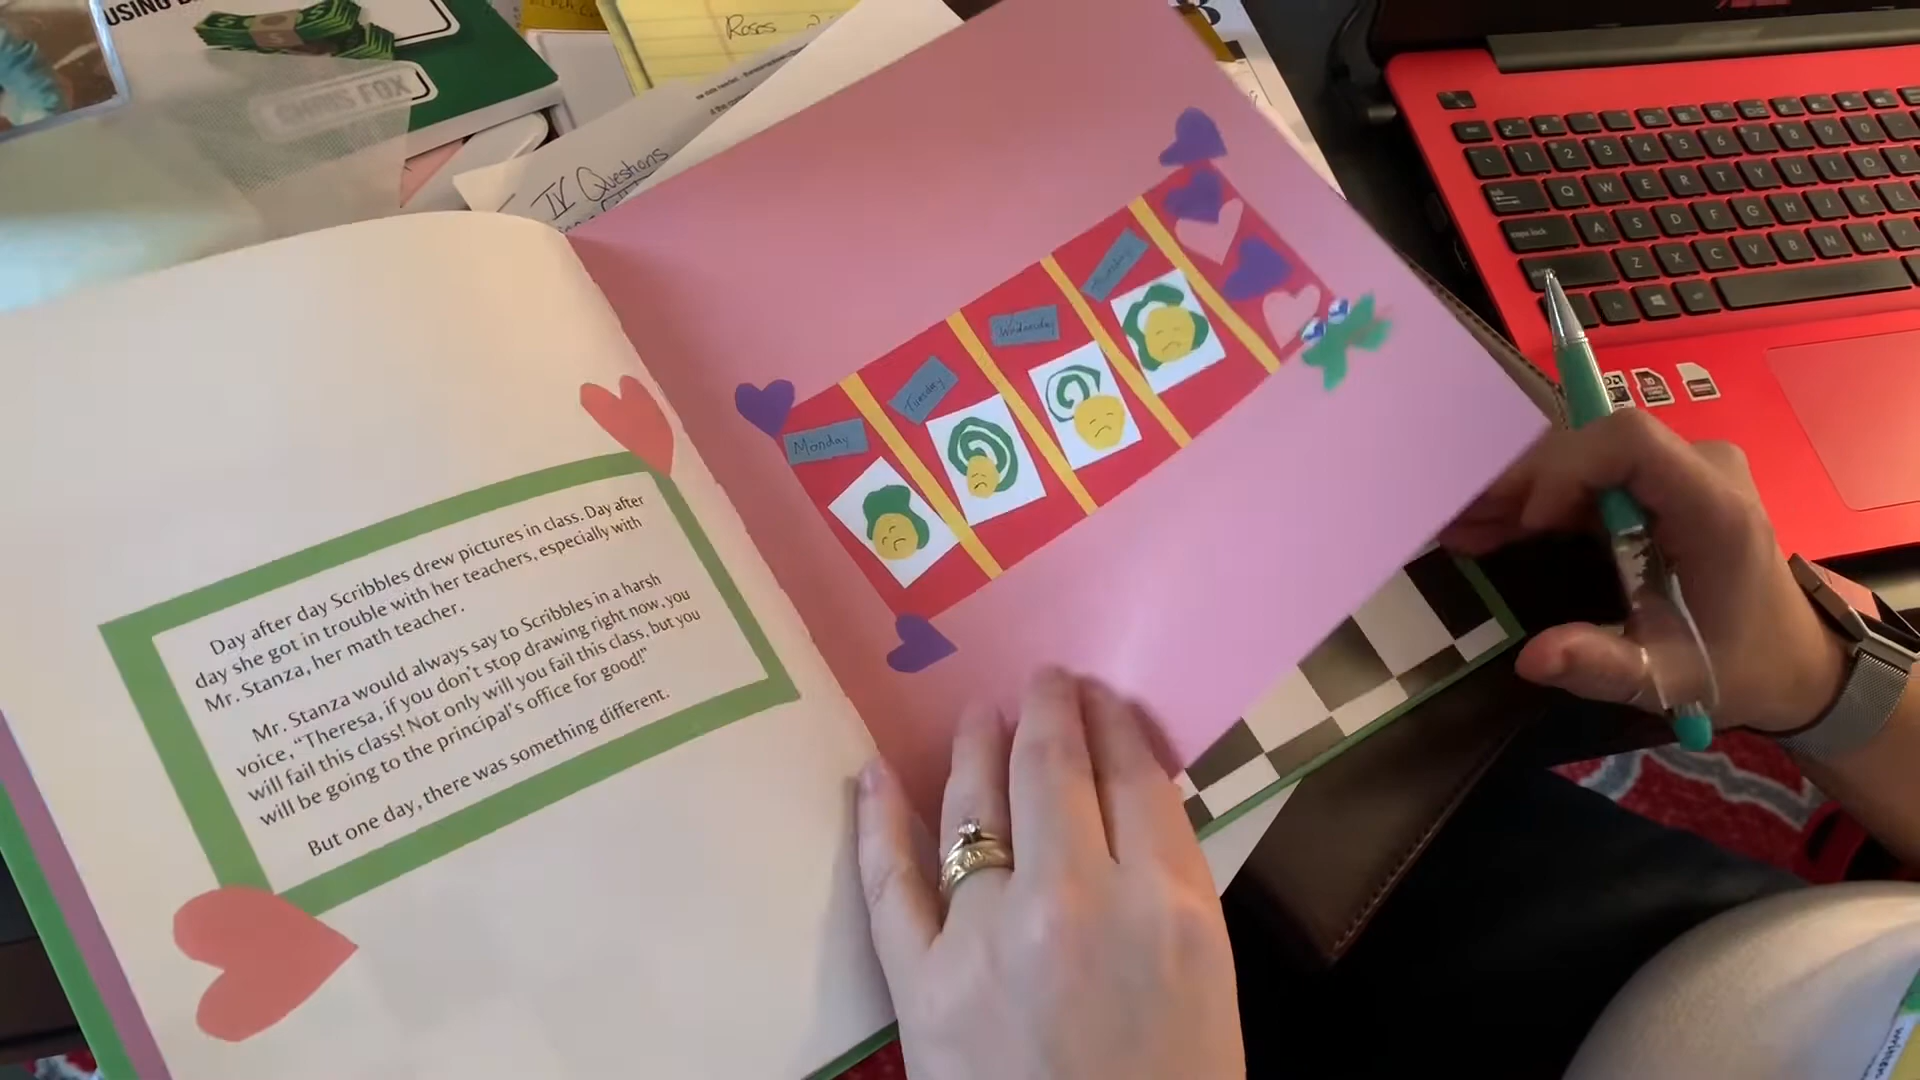 USING
CHRIS FOX
Roses
IV Questions
Monday
Tuesday
Wednesday
Thursday
Day after day Scribbles drew pictures in class. Day after
day she got in trouble with her teachers, especially with
Mr. Stanza, her math teacher.
Mr. Stanza would always say to Scribbles in a harsh
voice, “Theresa, if you don’t stop drawing right now, you
will fail this class! Not only will you fail this class, but you
will be going to the principal’s office for good!”
But one day, there was something different.